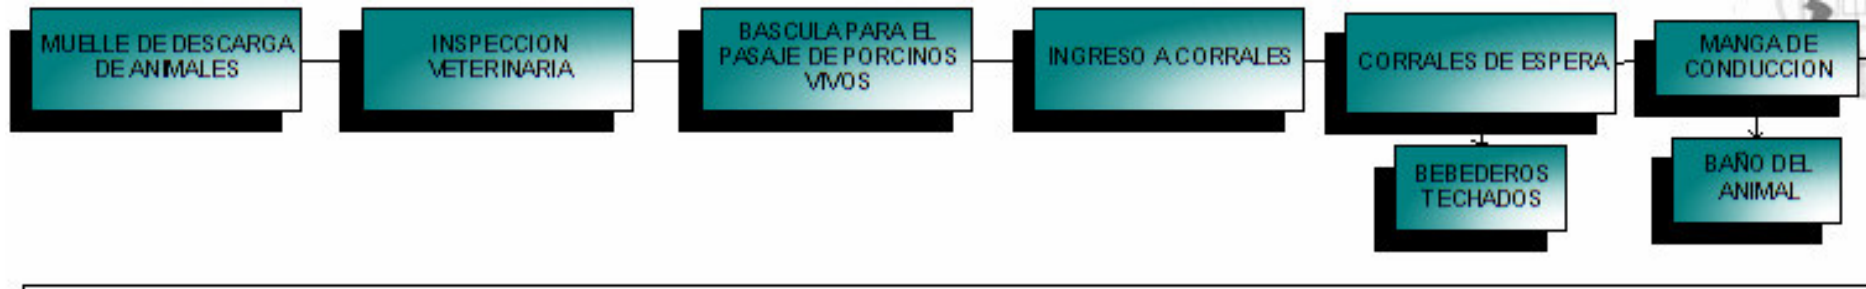 MUELLE DE DESCARGA
DE ANIMALES
INSPECCION
VETERINARIA
BASCULA PARA EL
PASAJE DE PORCINOS
VIVOS
INGRESO A CORRALES
CORRALES DE ESPERA
MANGA DE
CONDUCCION
BEBEDEROS
TECHADOS
BAÑO DEL
ANIMAL